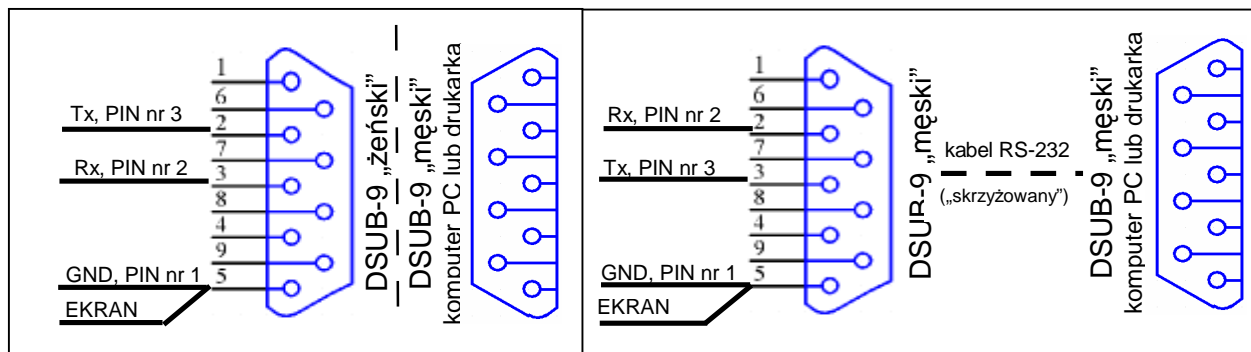 1
6
Tx, PIN nr 3
2
7
Rx, PIN nr 2
3
8
4
9
GND, PIN nr 1
5
EKRAN
DSUB-9 „żeński”
DSUB-9 „męski”
komputer PC lub drukarka
1
6
Rx, PIN nr 2
2
7
Tx, PIN nr 3
3
8
4
9
GND, PIN nr 1
5
EKRAN
DSUB-9 „męski”
kabel RS-232
(„skrzyżowany”)
DSUB-9 „męski”
komputer PC lub drukarka